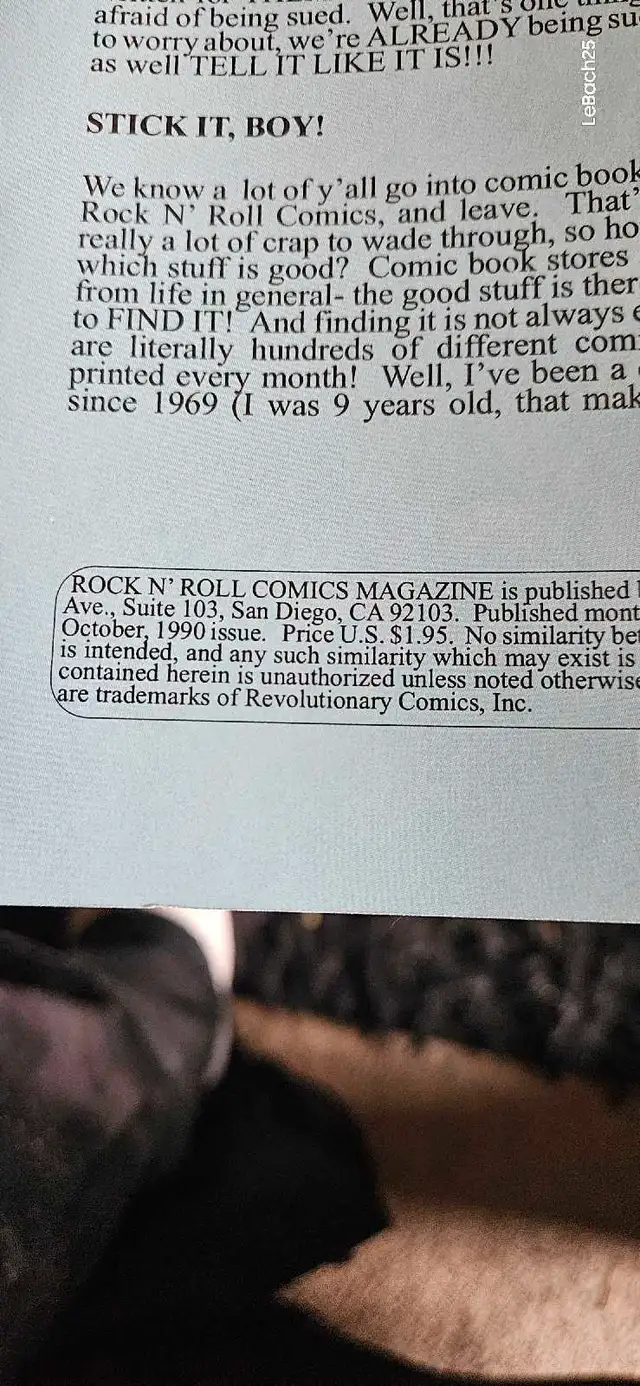 afraid of being sued. Well, that's one
to worry about, we're ALREADY being su
as well TELL IT LIKE IT IS!!!
STICK IT, BOY!
We know a lot of y'all go into comic book
Rock N' Roll Comics, and leave. That'
really a lot of crap to wade through, so ho
which stuff is good? Comic book stores
from life in general- the good stuff is ther
to FIND IT! And finding it is not always e
are literally hundreds of different com
printed every month! Well, I've been a
since 1969 (I was 9 years old, that mak
ROCK N' ROLL COMICS MAGAZINE is published
Ave., Suite 103, San Diego, CA 92103. Published mont
October, 1990 issue. Price U.S. $1.95. No similarity bet
is intended, and any such similarity which may exist is
contained herein is unauthorized unless noted otherwise
are trademarks of Revolutionary Comics, Inc.
LeBach25